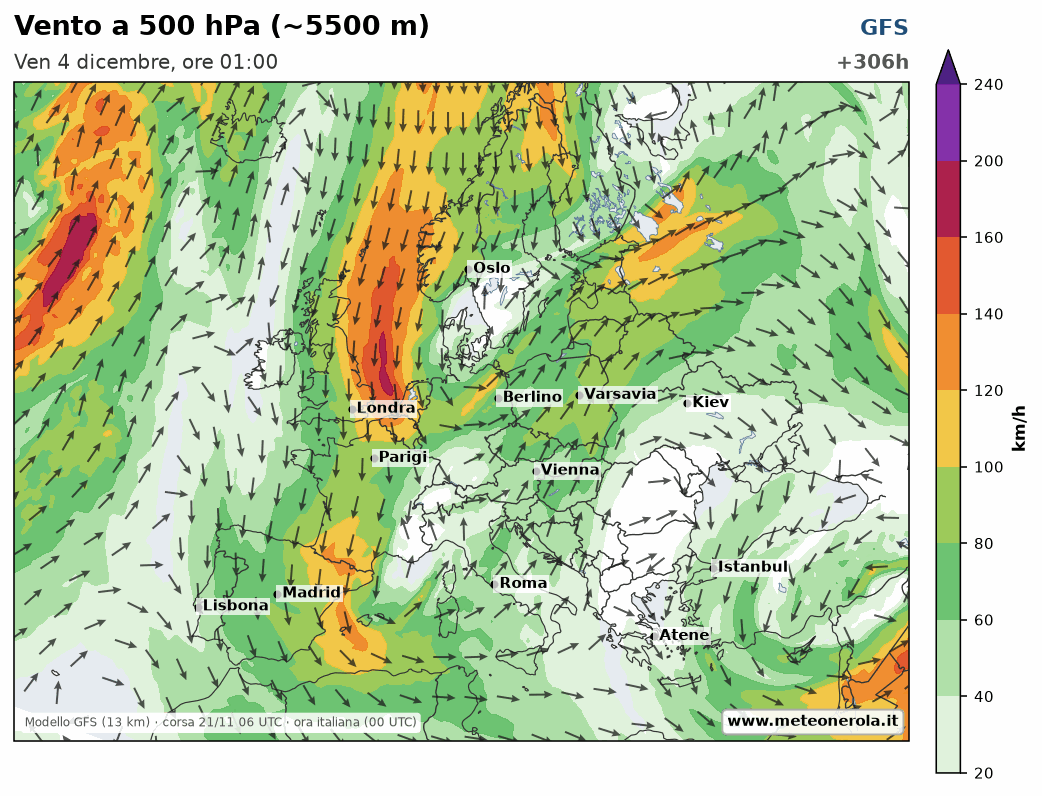 Vento a 500 hPa (~5500 m)
GFS
Ven 4 dicembre, ore 01:00
+306h
240
200
160
140
120
100
80
60
40
20
km/h
Oslo
Londra
Berlino
Varsavia
Kiev
Parigi
Vienna
Istanbul
Madrid
Roma
Lisbona
Atene
Modello GFS (13 km) · corsa 21/11 06 UTC · ora italiana (00 UTC)
www.meteonerola.it